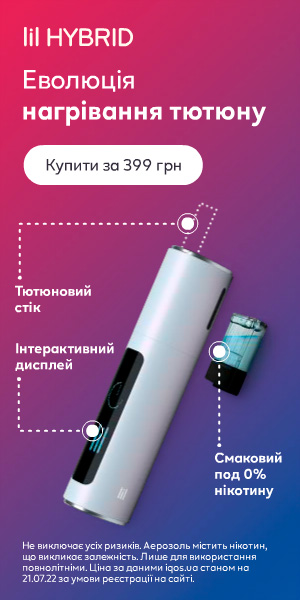 lil HYBRID
Еволюція
нагрівання тютюну
Купити за 399 грн
Тютюновий
стік
Інтерактивний
дисплей
lil
Смаковий
под 0%
нікотину
Не виключає усіх ризиків. Аерозоль містить нікотин,
що викликає залежність. Лише для використання
повнолітніми. Ціна за даними iqos.ua станом на
21.07.22 за умови реєстрації на сайті.